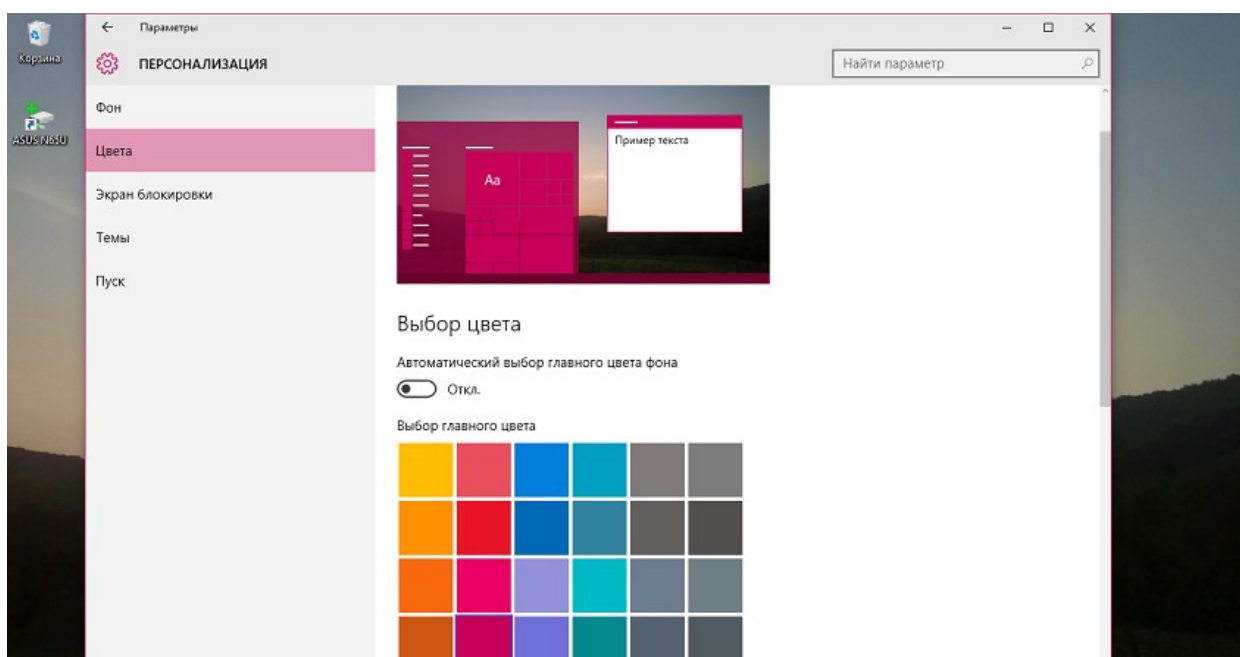 Корзина
ASUS N65U
Параметры
ПЕРСОНАЛИЗАЦИЯ
Найти параметр
Фон
Цвета
Экран блокировки
Темы
Пуск
Aa
Пример текста
Выбор цвета
Автоматический выбор главного цвета фона
Откл.
Выбор главного цвета